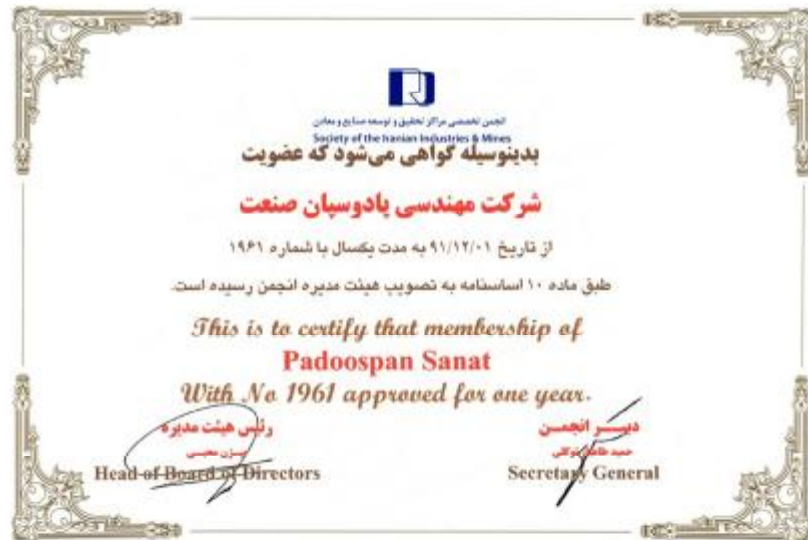 انجمن تخصصی مراکز تحقیق و توسعه صنایع و معادن
Society of the Iranian Industries & Mines
بدینوسیله گواهی می‌شود که عضویت
شرکت مهندسی پادوسپان صنعت
از تاریخ ۹۱/۱۲/۰۱ به مدت یکسال با شماره ۱۹۶۱
طبق ماده ۱۰ اساسنامه به تصویب هیئت مدیره انجمن رسیده است.
This is to certify that membership of
Padoospan Sanat
With No 1961 approved for one year.
دبیر انجمن
حمید
Secretary General
رئیس هیئت مدیره
Head of Board of Directors